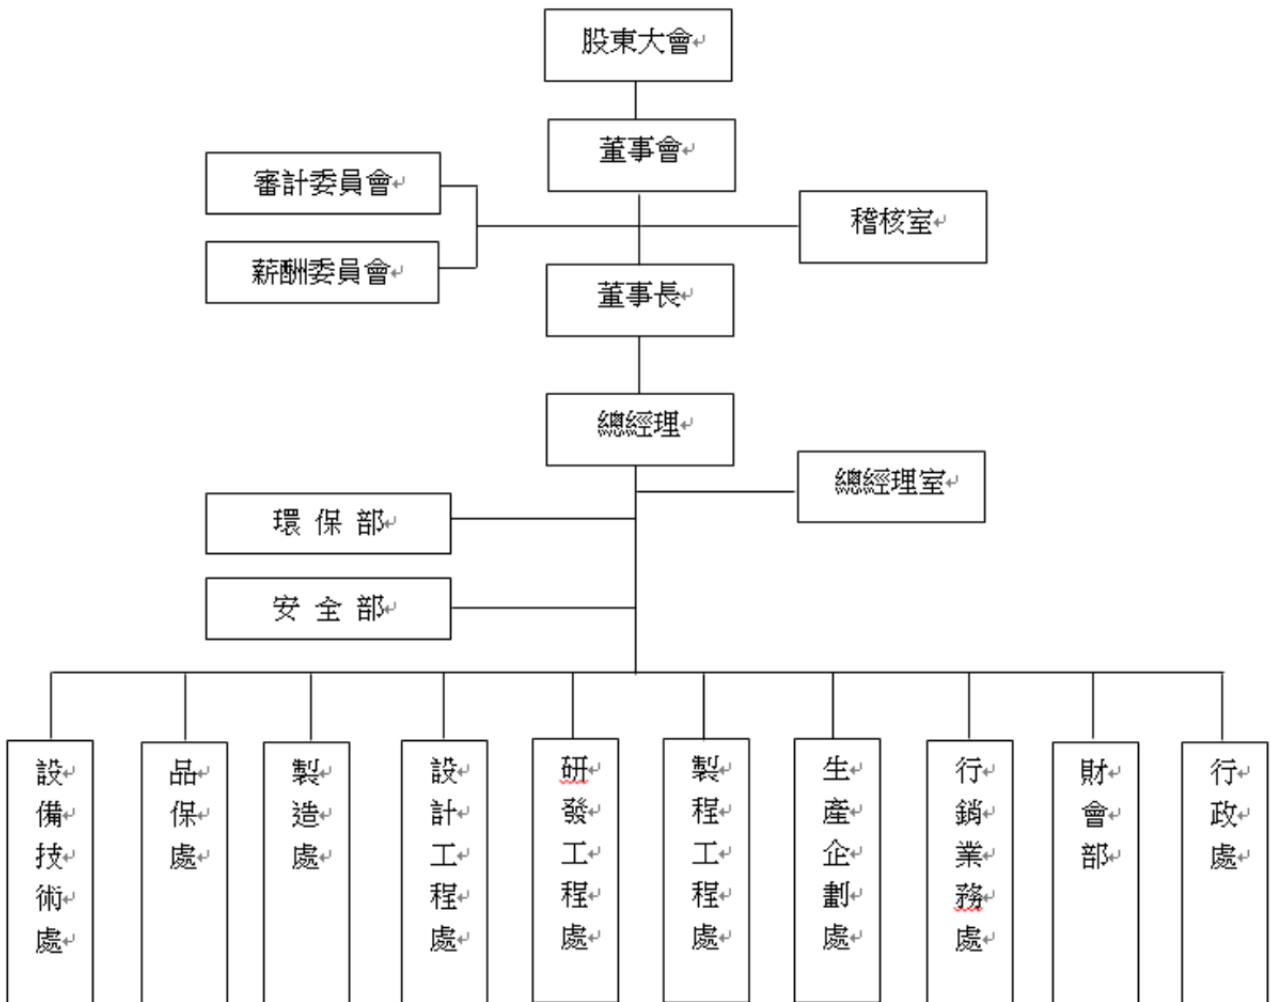 股東大會
董事會
審計委員會
稽核室
薪酬委員會
董事長
總經理
總經理室
環 保 部
安 全 部
設備技術處
品保處
製造處
設計工程處
研發工程處
製程工程處
生產企劃處
行銷業務處
財會部
行政處